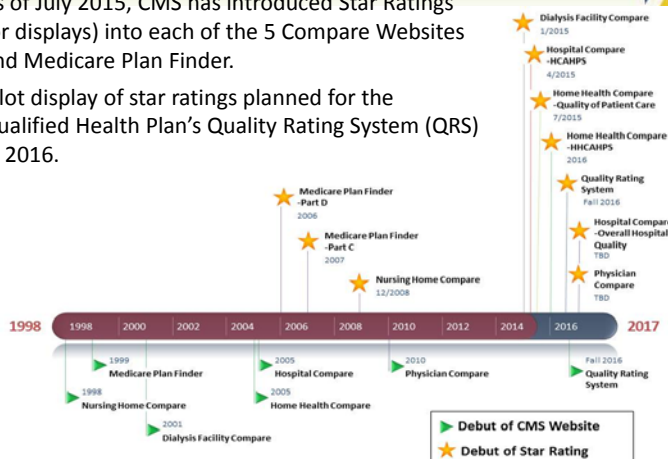 s of July 2015, CMS has introduced Star Ratings
r displays) into each of the 5 Compare Websites
nd Medicare Plan Finder.
lot display of star ratings planned for the
ualified Health Plan's Quality Rating System (QRS)
2016.
Dialysis Facility Compare
1/2015
Hospital Compare
-HCAHPS
4/2015
Home Health Compare
-Quality of Patient Care
7/2015
Home Health Compare
-HHCAHPS
2016
Quality Rating
System
Fall 2016
Hospital Compare
-Overall Hospital
Quality
TBD
Physician
Compare
TBD
Medicare Plan Finder
-Part D
2006
Medicare Plan Finder
-Part C
2007
Nursing Home Compare
12/2008
1998 1998 2000 2002 2004 2006 2008 2010 2012 2014 2016 2017
1999
Medicare Plan Finder
1998
Nursing Home Compare
2001
Dialysis Facility Compare
2005
Hospital Compare
2005
Home Health Compare
2010
Physician Compare
Fall 2016
Quality Rating
System
Debut of CMS Website
Debut of Star Rating